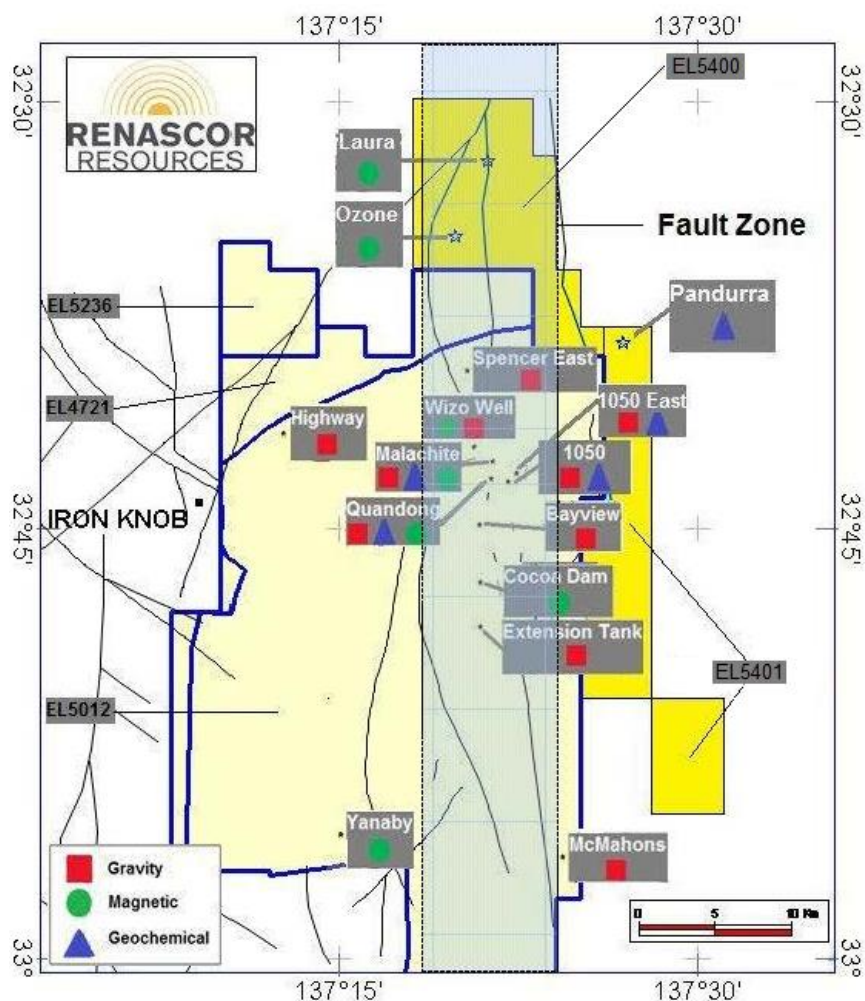 137°15'
137°30'
32°30'
EL5400
RENASCOR
RESOURCES
Laura
Ozone
Fault Zone
EL5236
Pandurra
Spencer East
EL4721
1050 East
Highway
Wizo Well
Malachite
1050
Quandong
IRON KNOB
Bayview
32°45'
32°45'
Cocoa Dam
Extension Tank
EL5401
EL5012
Yanaby
McMahons
Gravity
Magnetic
Geochemical
0 5 10 Km
33°
33°
137°15'
137°30'
32°30'